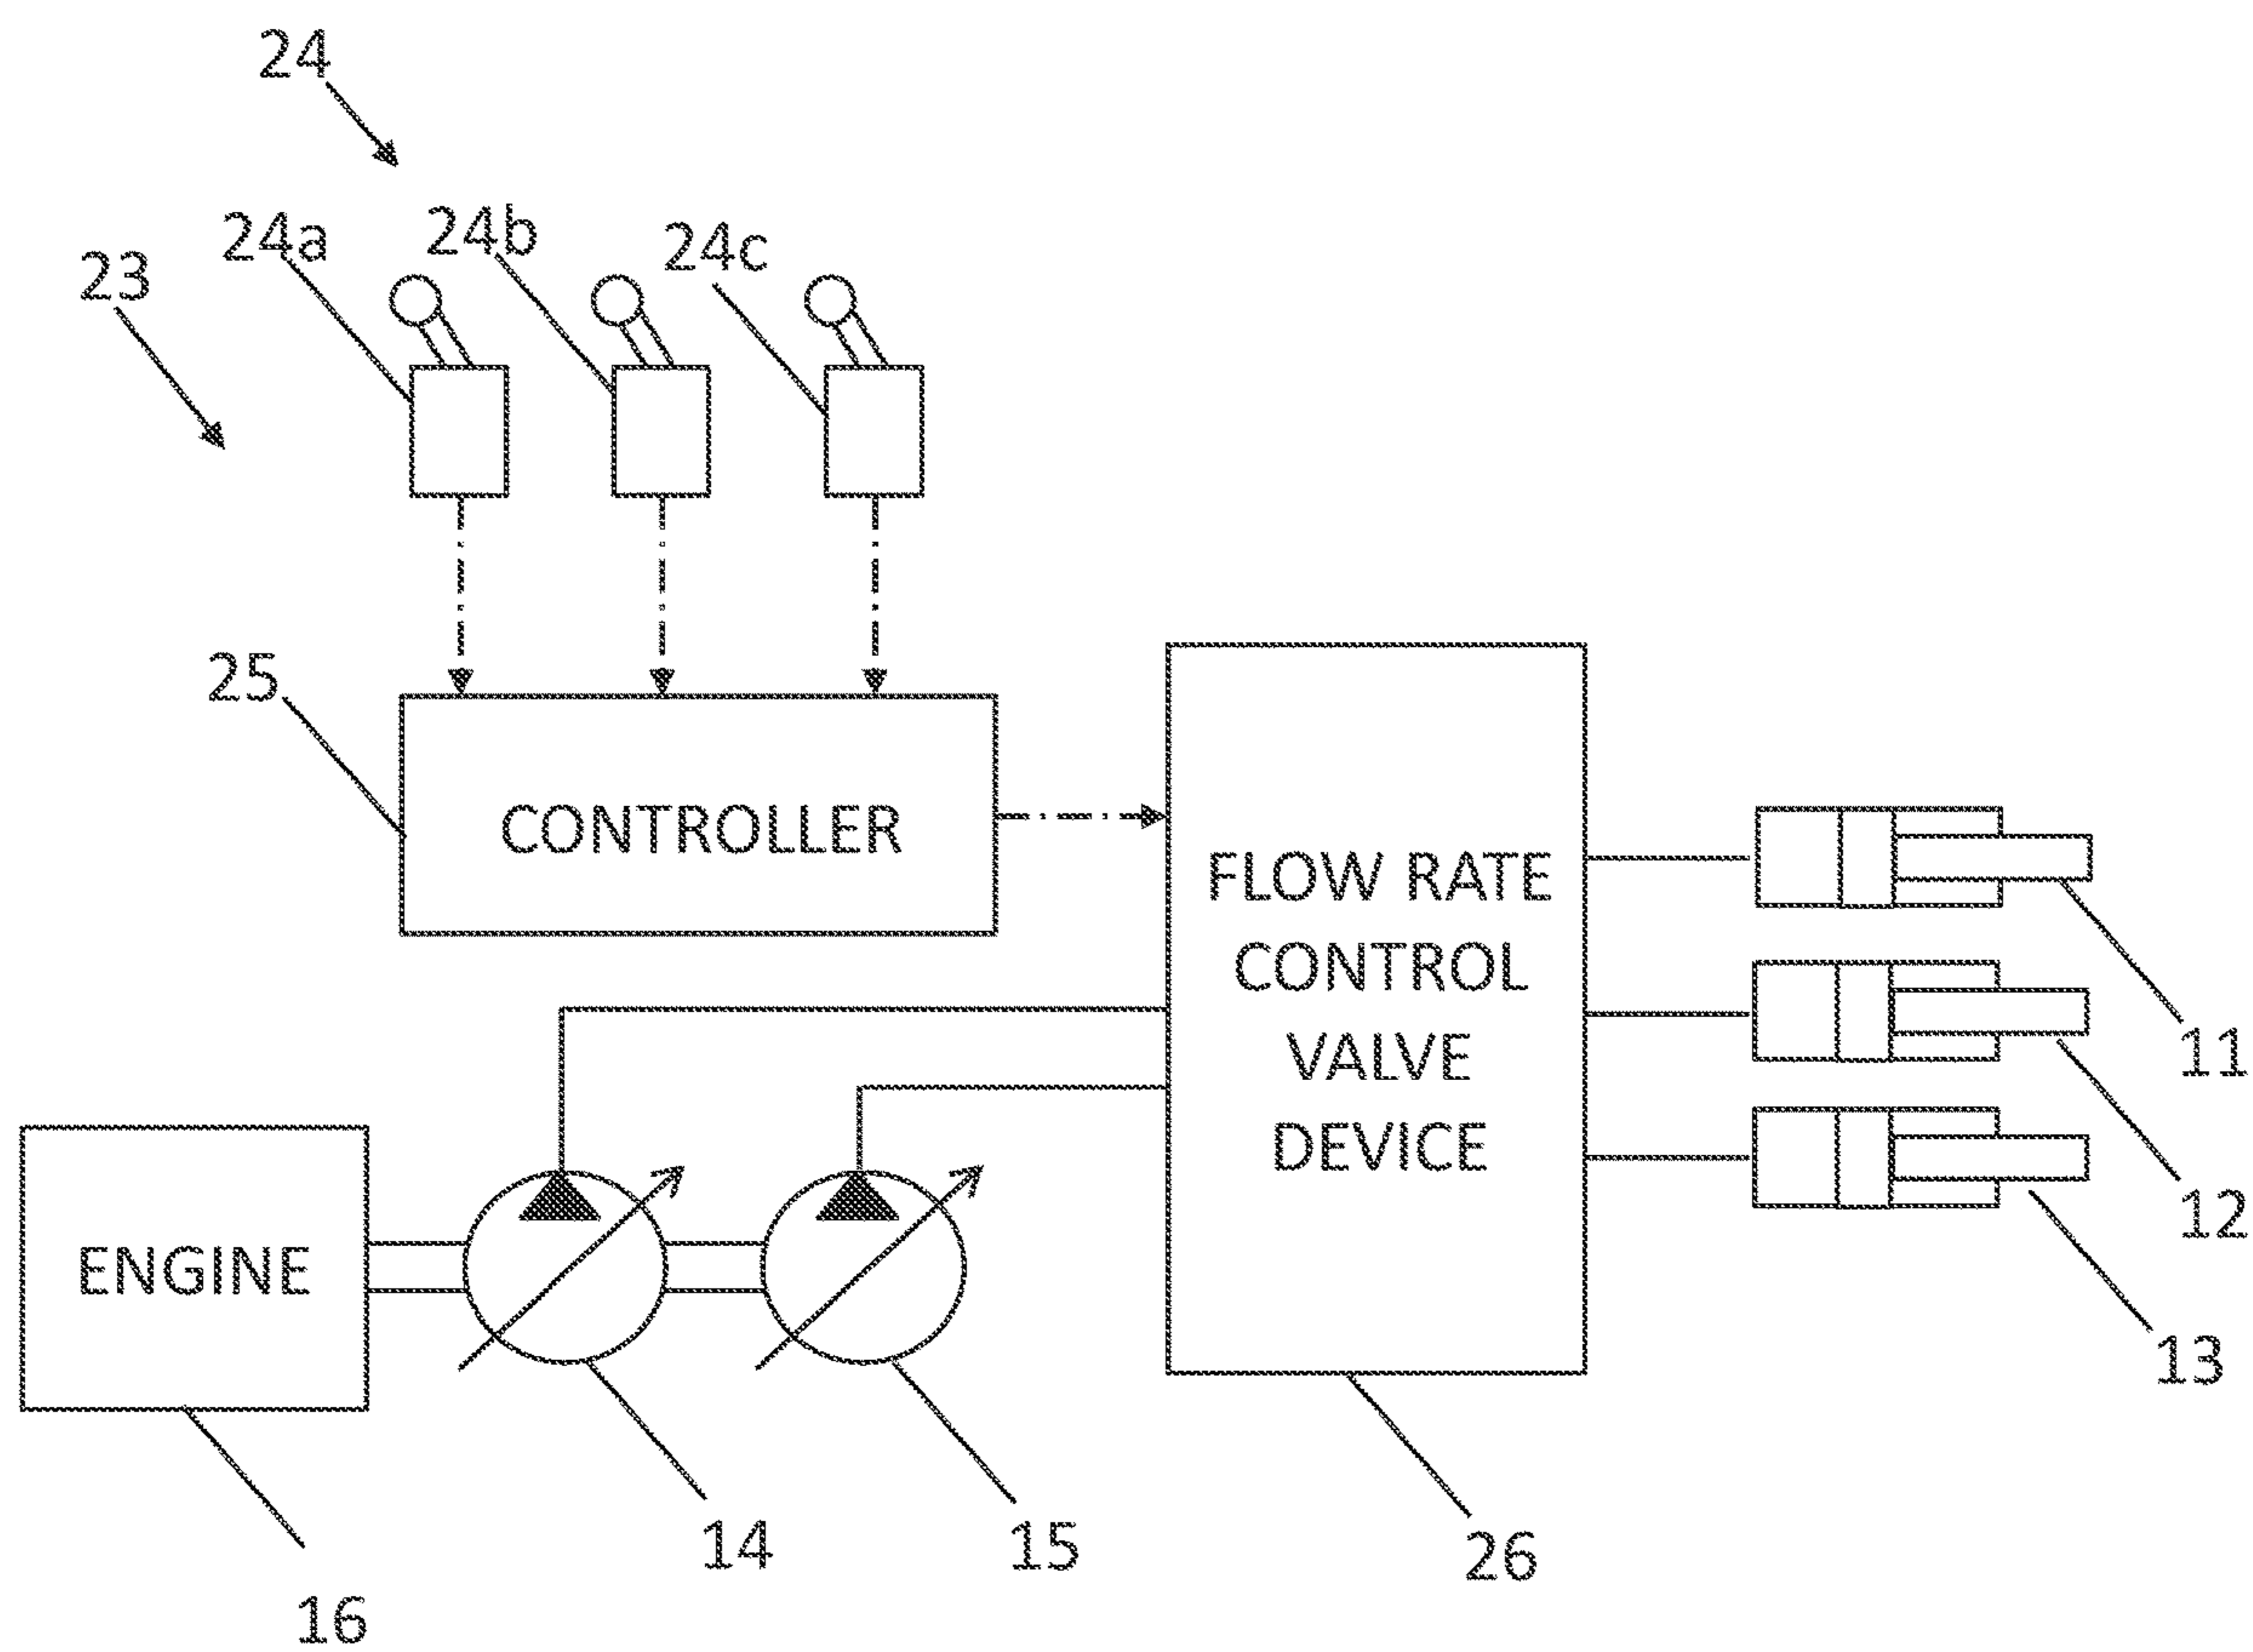 24
24a
24b
24c
23
25
CONTROLLER
FLOW RATE
CONTROL
VALVE
DEVICE
11
12
13
ENGINE
14
15
26
16